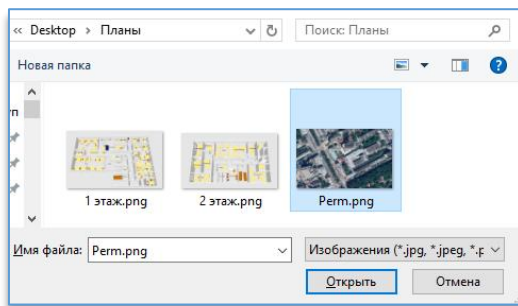 « Desktop › Планы
Поиск: Планы
Новая папка
1 этаж.png
2 этаж.png
Perm.png
Имя файла:
Perm.png
Изображения (*.jpg, *.jpeg, *.p
Открыть
Отмена